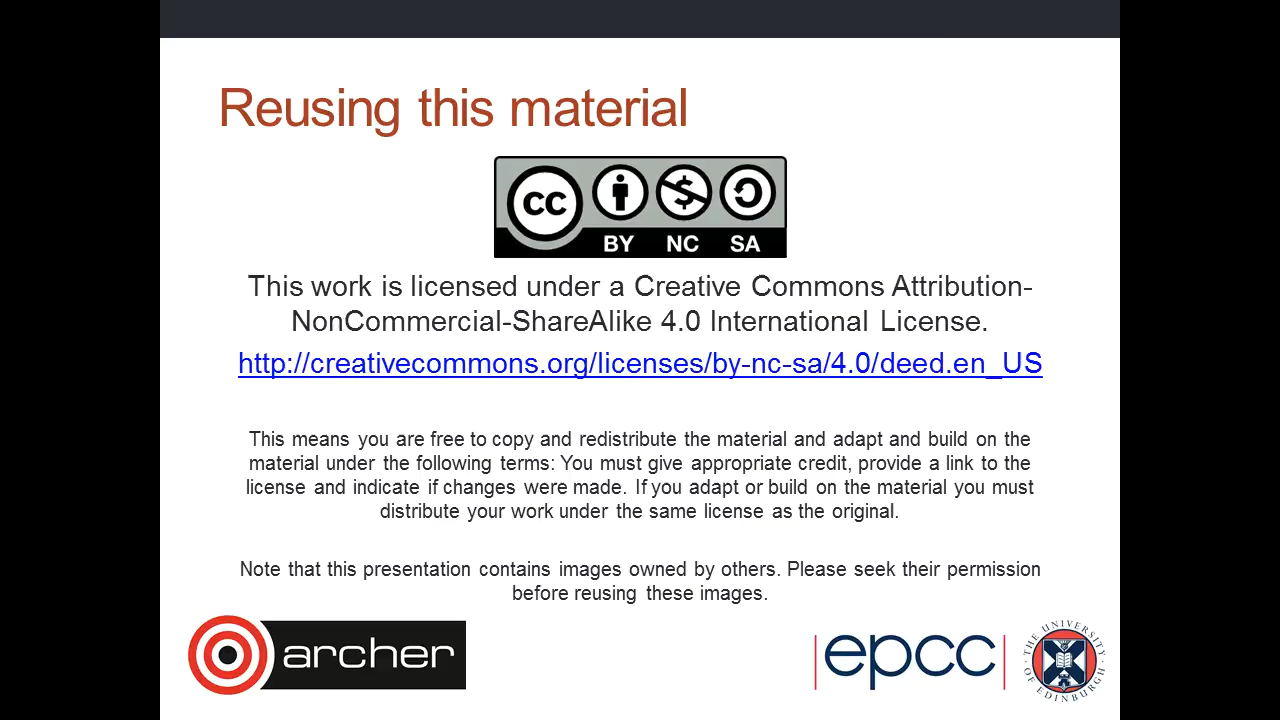 Reusing this material
CC
BY NC SA
This work is licensed under a Creative Commons Attribution-
NonCommercial-ShareAlike 4.0 International License.
http://creativecommons.org/licenses/by-nc-sa/4.0/deed.en_US
This means you are free to copy and redistribute the material and adapt and build on the
material under the following terms: You must give appropriate credit, provide a link to the
license and indicate if changes were made. If you adapt or build on the material you must
distribute your work under the same license as the original.
Note that this presentation contains images owned by others. Please seek their permission
before reusing these images.
archer
epcc
THE UNIVERSITY
OF EDINBURGH